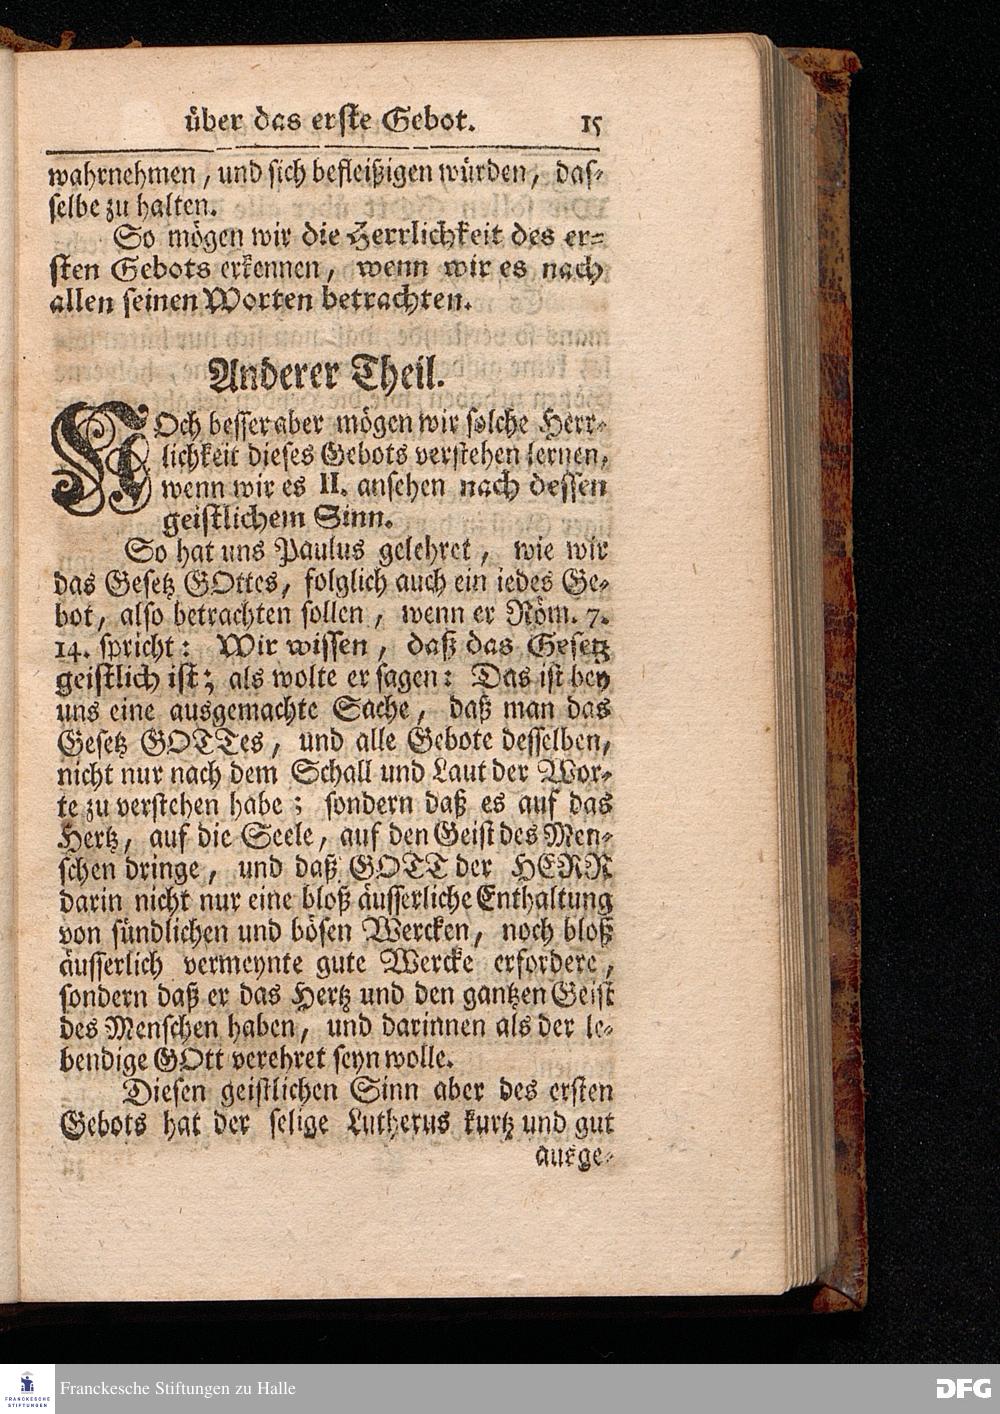 über das erste Gebot. 15
wahrnehmen, und sich befleißigen würden, das-
selbe zu halten.
So mögen wir die Herrlichkeit des er-
sten Gebots erkennen, wenn wir es nach
allen seinen Worten betrachten.
Anderer Theil.
NOch besser aber mögen wir solche Herr-
lichkeit dieses Gebots verstehen lernen,
wenn wir es II. ansehen nach dessen
geistlichem Sinn.
So hat uns Paulus gelehret, wie wir
das Gesetz GOttes, folglich auch ein iedes Ge-
bot, also betrachten sollen, wenn er Röm. 7.
14. spricht: Wir wissen, daß das Gesetz
geistlich ist; als wolte er sagen: Das ist bey
uns eine ausgemachte Sache, daß man das
Gesetz GOTTes, und alle Gebote desselben,
nicht nur nach dem Schall und Laut der Wor-
te zu verstehen habe; sondern daß es auf das
Hertz, auf die Seele, auf den Geist des Men-
schen dringe, und daß GOTT der HERR
darin nicht nur eine bloß äusserliche Enthaltung
von sündlichen und bösen Wercken, noch bloß
äusserlich vermeynte gute Wercke erfordere,
sondern daß er das Hertz und den gantzen Geist
des Menschen haben, und darinnen als der le-
bendige GOtt verehret seyn wolle.
Diesen geistlichen Sinn aber des ersten
Gebots hat der selige Lutherus kurtz und gut
ausge-
FRANCKESCHE
STIFTUNGEN
Franckesche Stiftungen zu Halle
DFG